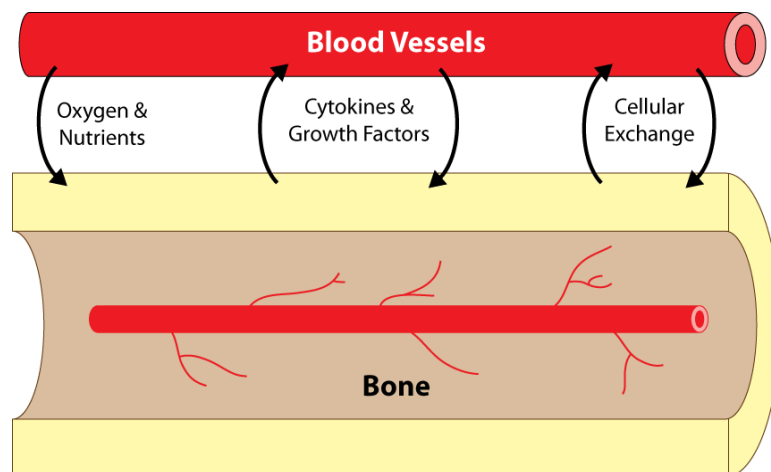 Blood Vessels
Oxygen &
Nutrients
Cytokines &
Growth Factors
Cellular
Exchange
Bone